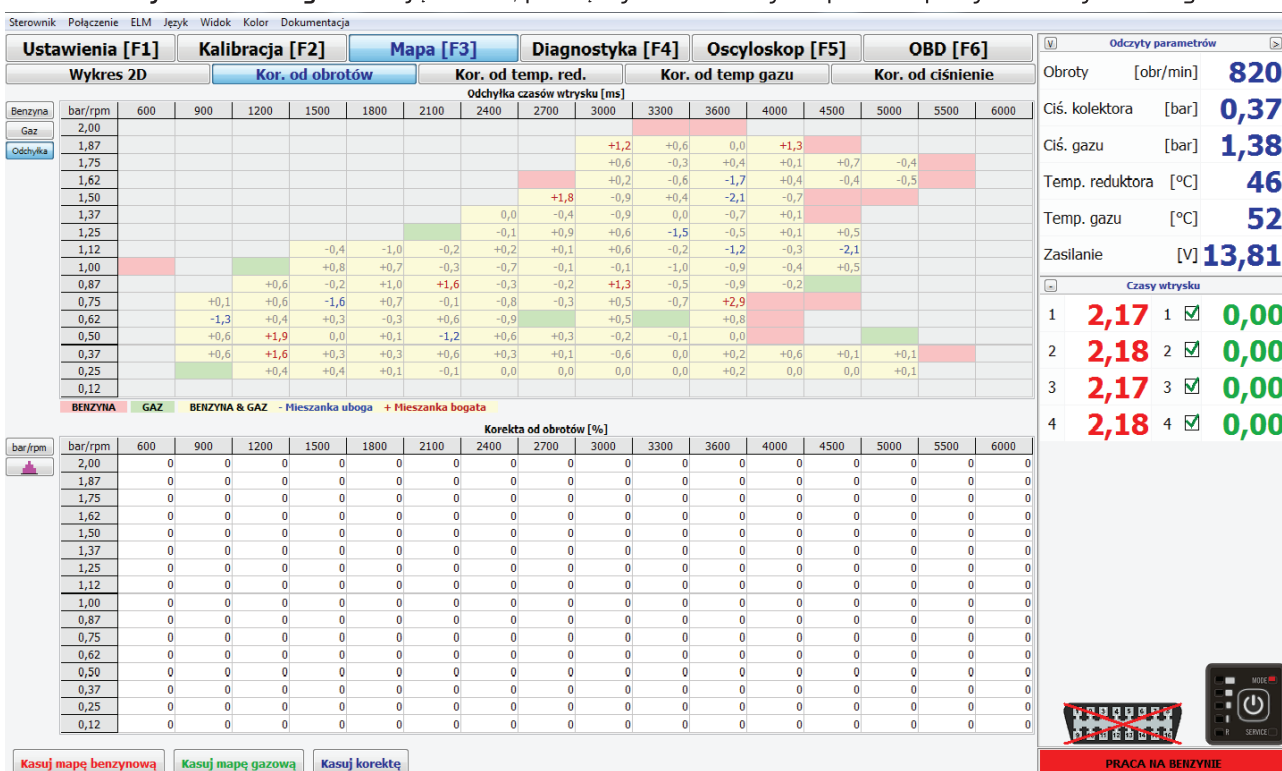 Sterownik Połączenie ELM Język Widok Kolor Dokumentacja
Ustawienia [F1] Kalibracja [F2] Mapa [F3] Diagnostyka [F4] Oscyloskop [F5] OBD [F6]
Wykres 2D Kor. od obrotów Kor. od temp. red. Kor. od temp gazu Kor. od ciśnienie
Odchyłka czasów wtrysku [ms]
Benzyna
Gaz
Odchyłka
bar/rpm 600 900 1200 1500 1800 2100 2400 2700 3000 3300 3600 4000 4500 5000 5500 6000
2,00
1,87 +1,2 +0,6 0,0 +1,3
1,75 +0,6 -0,3 +0,4 +0,1 +0,7 -0,4
1,62 +0,2 -0,6 -1,7 +0,4 -0,4 -0,5
1,50 +1,8 -0,9 +0,4 -2,1 -0,7
1,37 0,0 -0,4 -0,9 0,0 -0,7 +0,1
1,25 -0,1 +0,9 +0,6 -1,5 -0,5 +0,1 +0,5
1,12 -0,4 -1,0 -0,2 +0,2 +0,1 +0,6 -0,2 -1,2 -0,3 -2,1
1,00 +0,8 +0,7 -0,3 -0,7 -0,1 -0,1 -1,0 -0,9 -0,4 +0,5
0,87 +0,6 -0,2 +1,0 +1,6 -0,3 -0,2 +1,3 -0,5 -0,9 -0,2
0,75 +0,1 +0,6 -1,6 +0,7 -0,1 -0,8 -0,3 +0,5 -0,7 +2,9
0,62 -1,3 +0,4 +0,3 -0,3 +0,6 -0,9 +0,5 +0,8
0,50 +0,6 +1,9 0,0 +0,1 -1,2 +0,6 +0,3 -0,2 -0,1 0,0
0,37 +0,6 +1,6 +0,3 +0,3 +0,6 +0,3 +0,1 -0,6 0,0 +0,2 +0,6 +0,1 +0,1
0,25 +0,4 +0,4 +0,1 -0,1 0,0 0,0 0,0 0,0 +0,2 0,0 0,0 +0,1
0,12
BENZYNA GAZ BENZYNA & GAZ - Mieszanka uboga + Mieszanka bogata
Korekta od obrotów [%]
bar/rpm
bar/rpm 600 900 1200 1500 1800 2100 2400 2700 3000 3300 3600 4000 4500 5000 5500 6000
2,00 0 0 0 0 0 0 0 0 0 0 0 0 0 0 0 0
1,87 0 0 0 0 0 0 0 0 0 0 0 0 0 0 0 0
1,75 0 0 0 0 0 0 0 0 0 0 0 0 0 0 0 0
1,62 0 0 0 0 0 0 0 0 0 0 0 0 0 0 0 0
1,50 0 0 0 0 0 0 0 0 0 0 0 0 0 0 0 0
1,37 0 0 0 0 0 0 0 0 0 0 0 0 0 0 0 0
1,25 0 0 0 0 0 0 0 0 0 0 0 0 0 0 0 0
1,12 0 0 0 0 0 0 0 0 0 0 0 0 0 0 0 0
1,00 0 0 0 0 0 0 0 0 0 0 0 0 0 0 0 0
0,87 0 0 0 0 0 0 0 0 0 0 0 0 0 0 0 0
0,75 0 0 0 0 0 0 0 0 0 0 0 0 0 0 0 0
0,62 0 0 0 0 0 0 0 0 0 0 0 0 0 0 0 0
0,50 0 0 0 0 0 0 0 0 0 0 0 0 0 0 0 0
0,37 0 0 0 0 0 0 0 0 0 0 0 0 0 0 0 0
0,25 0 0 0 0 0 0 0 0 0 0 0 0 0 0 0 0
0,12 0 0 0 0 0 0 0 0 0 0 0 0 0 0 0 0
Kasuj mapę benzynową Kasuj mapę gazową Kasuj korektę
V Odczyty parametrów >
Obroty [obr/min] 820
Ciś. kolektora [bar] 0,37
Ciś. gazu [bar] 1,38
Temp. reduktora [ºC] 46
Temp. gazu [ºC] 52
Zasilanie [V] 13,81
- Czasy wtrysku
1 2,17 1 0,00
2 2,18 2 0,00
3 2,17 3 0,00
4 2,18 4 0,00
MODE
R SERVICE
PRACA NA BENZYNIE